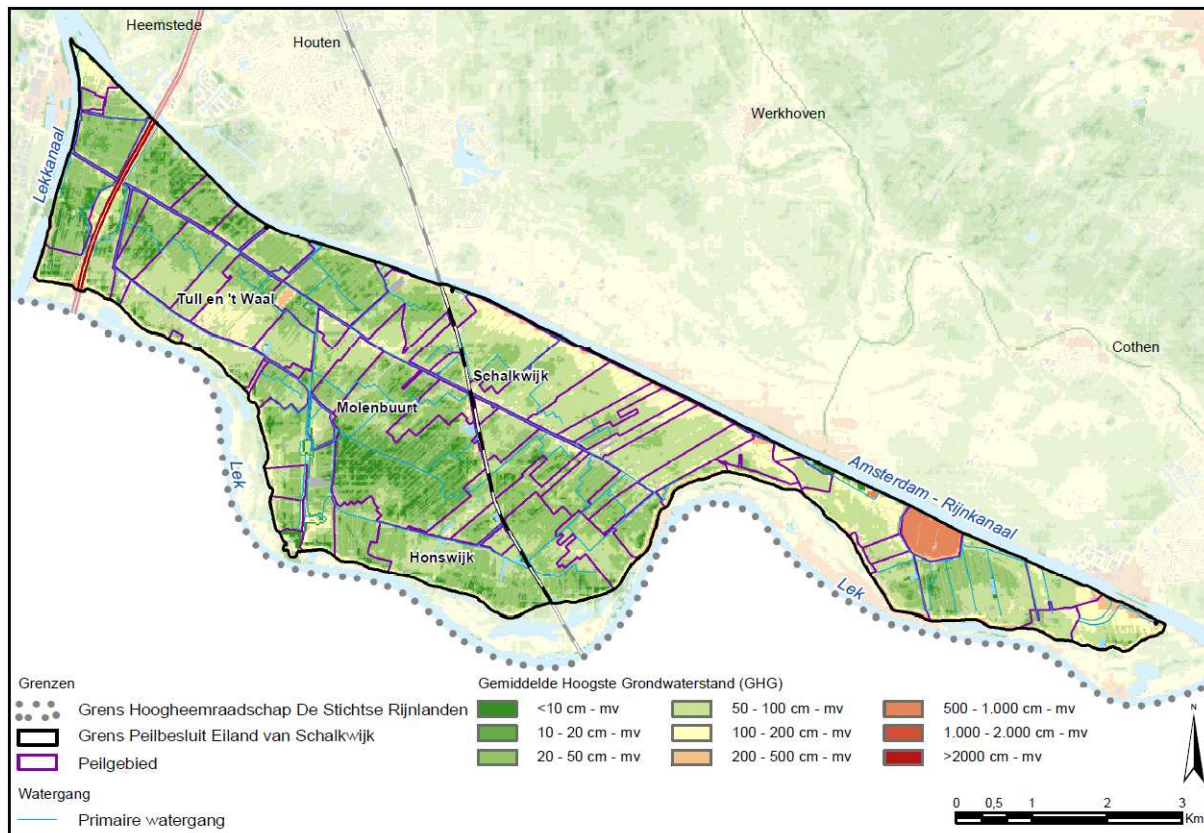 Heemstede
Houten
Werkhoven
Lekkanaal
Tull en 't Waal
Cothen
Schalkwijk
Molenbuurt
Lek
Amsterdam - Rijnkanaal
Honswijk
Lek
Grenzen
Grens Hoogheemraadschap De Stichtse Rijnlanden
Grens Peilbesluit Eiland van Schalkwijk
Peilgebied
Watergang
Primaire watergang
Gemiddelde Hoogste Grondwaterstand (GHG)
<10 cm - mv
10 - 20 cm - mv
20 - 50 cm - mv
50 - 100 cm - mv
100 - 200 cm - mv
200 - 500 cm - mv
500 - 1.000 cm - mv
1.000 - 2.000 cm - mv
>2000 cm - mv
N
0 0,5 1 2 3
Km